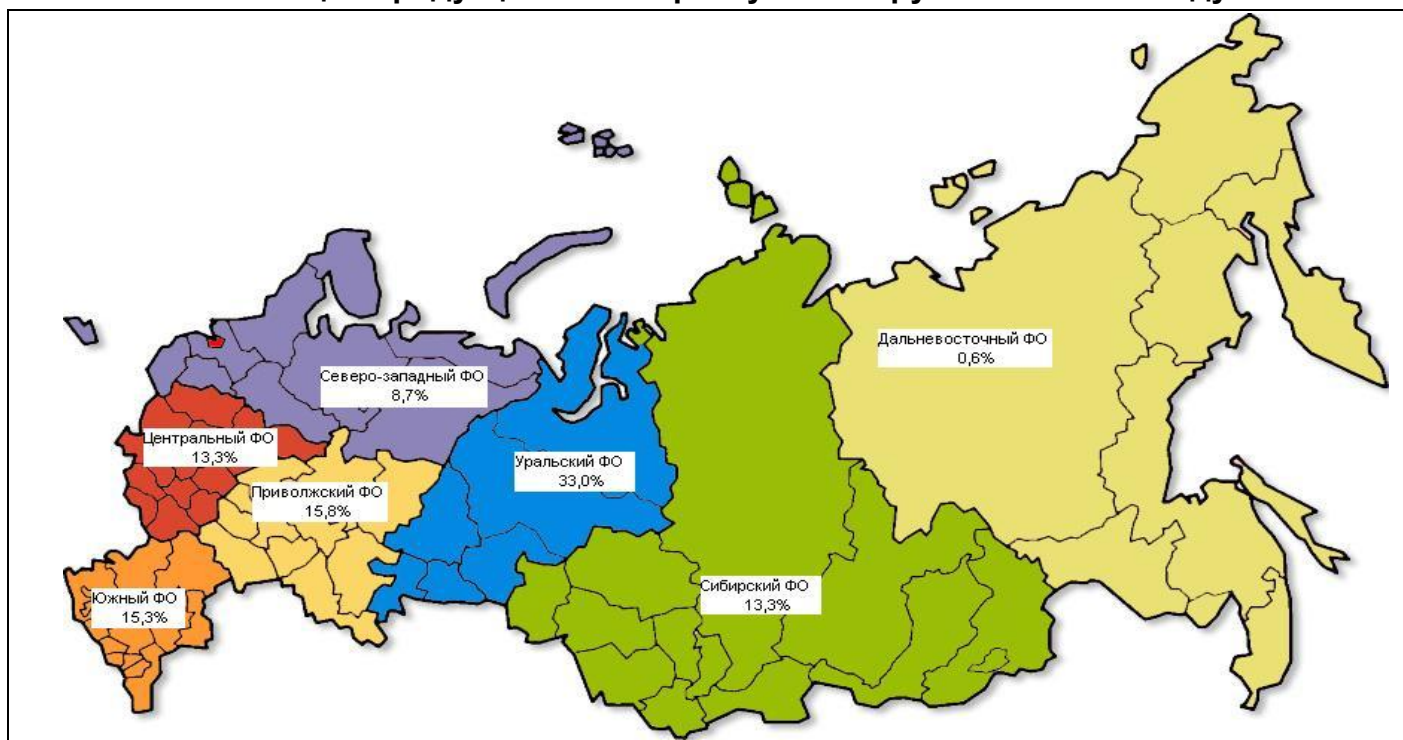 Дальневосточный ФО
0,6%
Северо-западный ФО
8,7%
Центральный ФО
13,3%
Уральский ФО
33,0%
Приволжский ФО
15,8%
Сибирский ФО
13,3%
Южный ФО
15,3%